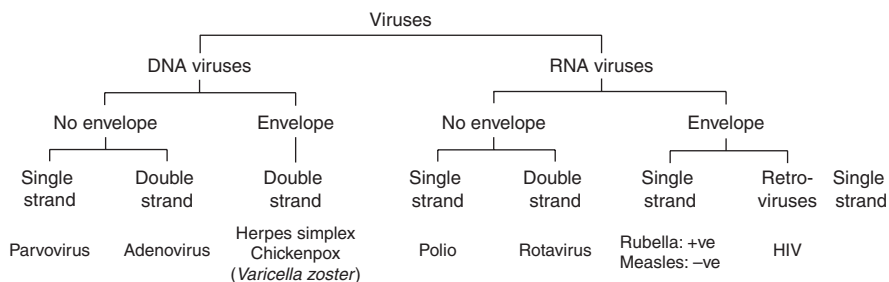 Viruses
DNA viruses RNA viruses
No envelope Envelope No envelope Envelope
Single Double Double Single Double Single Retro- Single
strand strand strand strand strand strand viruses strand
Parvovirus Adenovirus Herpes simplex Polio Rotavirus Rubella: +ve HIV
Chickenpox Measles: –ve
(Varicella zoster)